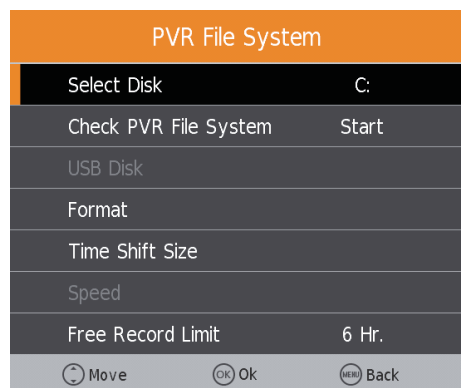 PVR File System
Select Disk C:
Check PVR File System Start
USB Disk
Format
Time Shift Size
Speed
Free Record Limit 6 Hr.
Move OK Ok MENU Back